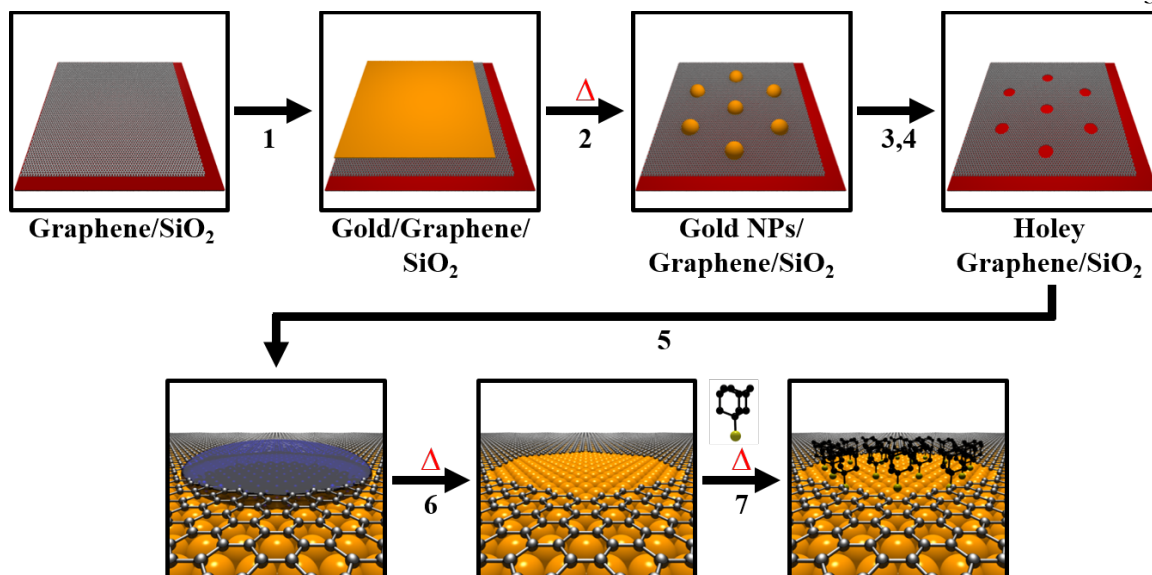 1
Δ
2
3,4
Graphene/SiO₂
Gold/Graphene/
SiO₂
Gold NPs/
Graphene/SiO₂
Holey
Graphene/SiO₂
5
Δ
6
Δ
7